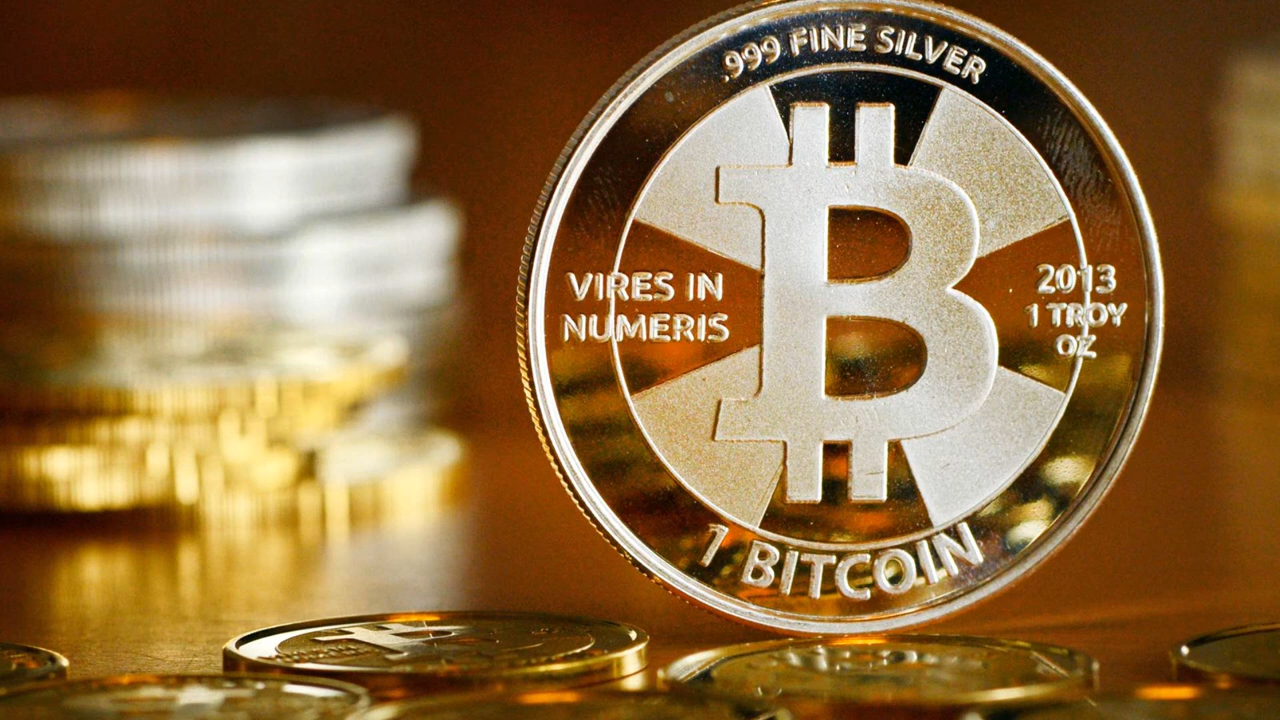 .999 FINE SILVER
VIRES IN
NUMERIS
2013
1 TROY
OZ
1 BITCOIN